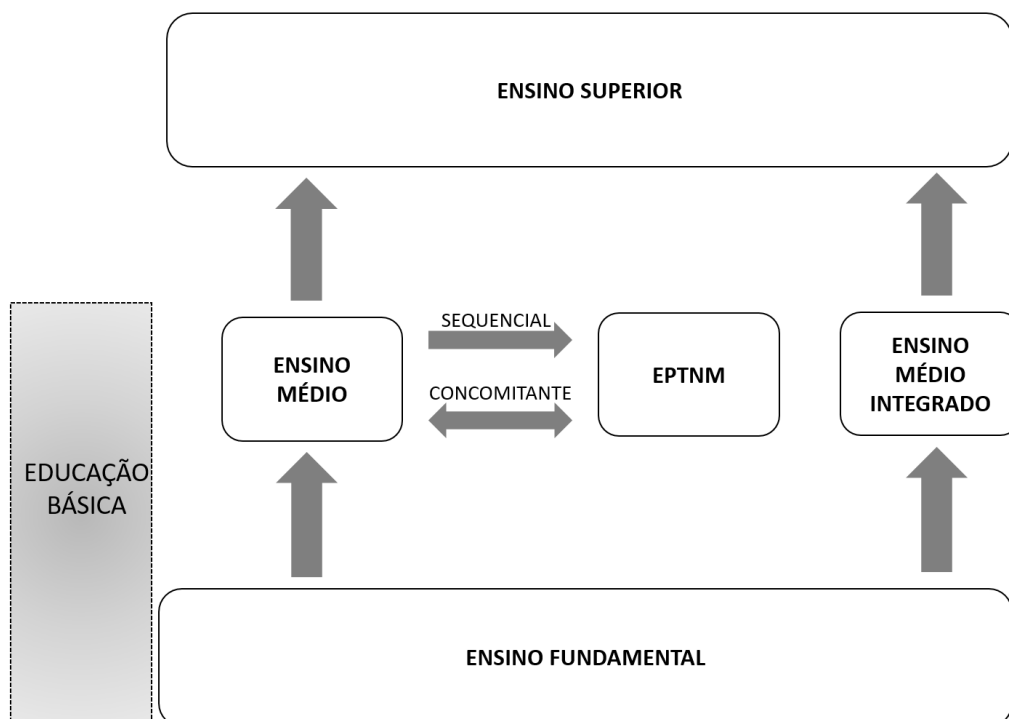 ENSINO SUPERIOR
SEQUENCIAL
ENSINO
MÉDIO
CONCOMITANTE
EPTNM
ENSINO
MÉDIO
INTEGRADO
EDUCAÇÃO
BÁSICA
ENSINO FUNDAMENTAL